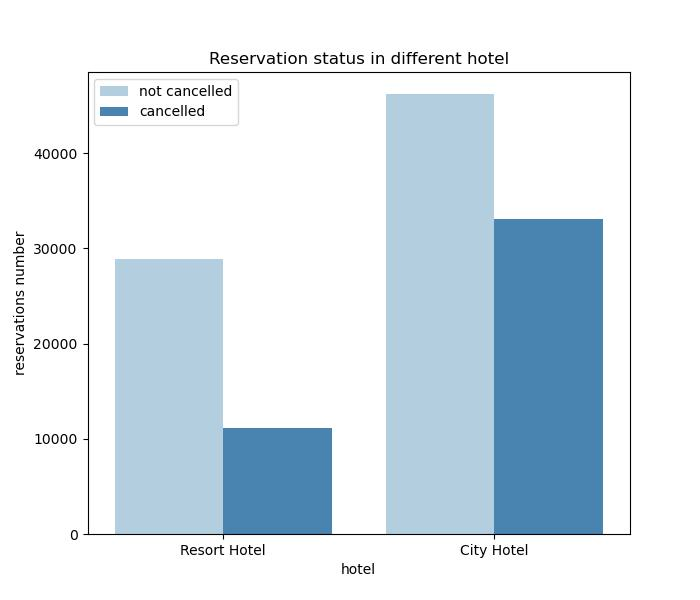 Reservation status in different hotel
not cancelled
cancelled
40000
30000
20000
10000
0
reservations number
Resort Hotel
City Hotel
hotel